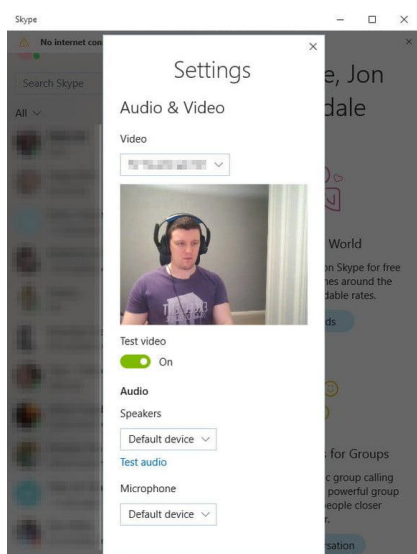 Skype
No internet con
Search Skype
All
Settings
Audio & Video
Video
Test video
On
Audio
Speakers
Default device
Test audio
Microphone
Default device
e, Jon
dale
World
on Skype for free
nes around the
dable rates.
ds
s for Groups
c group calling
powerful group
people closer
r.
rsation